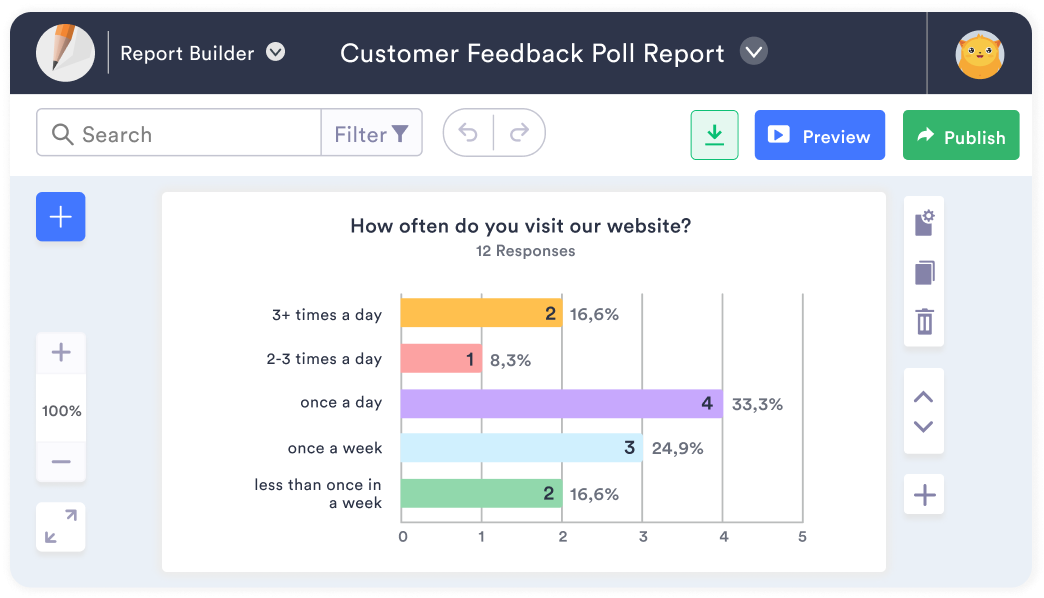 Report Builder
Customer Feedback Poll Report
Search
Filter
Preview
Publish
How often do you visit our website?
12 Responses
3+ times a day 2 16,6%
2-3 times a day 1 8,3%
once a day 4 33,3%
100%
once a week 3 24,9%
less than once in
a week 2 16,6%
0 1 2 3 4 5